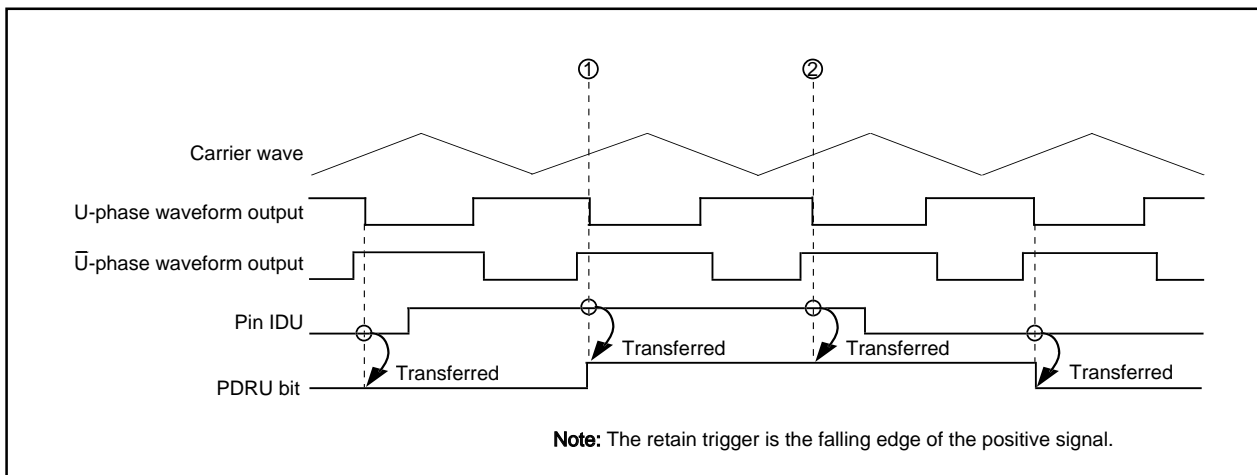 ① ②
Carrier wave
U-phase waveform output
U̅-phase waveform output
Pin IDU
Transferred Transferred
Transferred Transferred
PDRU bit
Note: The retain trigger is the falling edge of the positive signal.